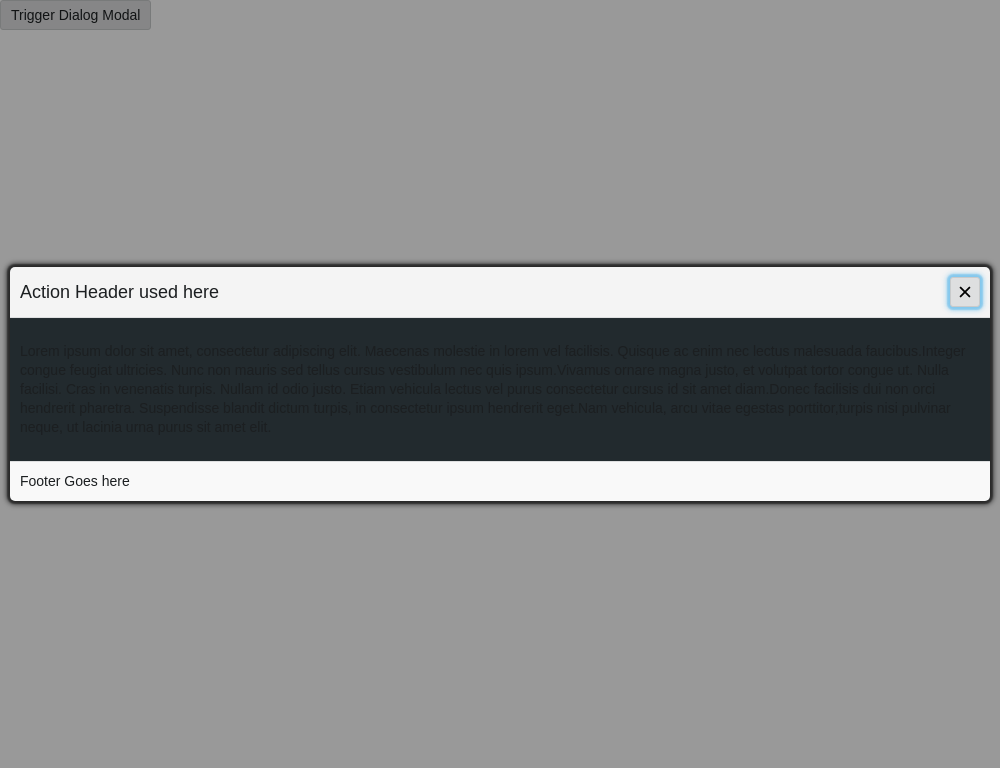 Trigger Dialog Modal
Action Header used here
Lorem ipsum dolor sit amet, consectetur adipiscing elit. Maecenas molestie in lorem vel facilisis. Quisque ac enim nec lectus malesuada faucibus.Integer
congue feugiat ultricies. Nunc non mauris sed tellus cursus vestibulum nec quis ipsum.Vivamus ornare magna justo, et volutpat tortor congue ut. Nulla
facilisi. Cras in venenatis turpis. Nullam id odio justo. Etiam vehicula lectus vel purus consectetur cursus id sit amet diam.Donec facilisis dui non orci
hendrerit pharetra. Suspendisse blandit dictum turpis, in consectetur ipsum hendrerit eget.Nam vehicula, arcu vitae egestas porttitor,turpis nisi pulvinar
neque, ut lacinia urna purus sit amet elit.
Footer Goes here